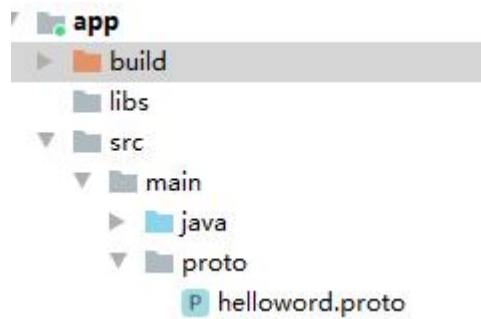 app
build
libs
src
main
java
proto
P helloword.proto